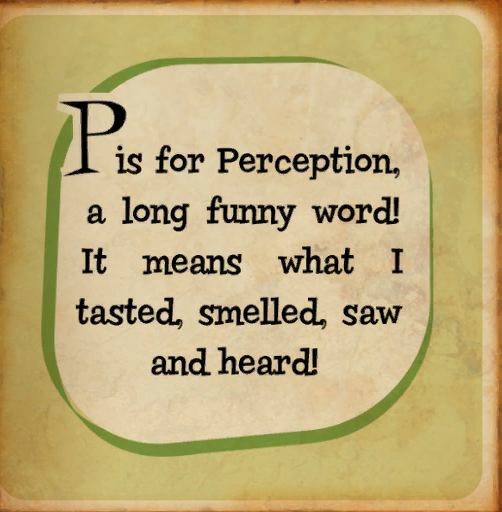 P is for Perception,
a long funny word!
It means what I
tasted, smelled, saw
and heard!